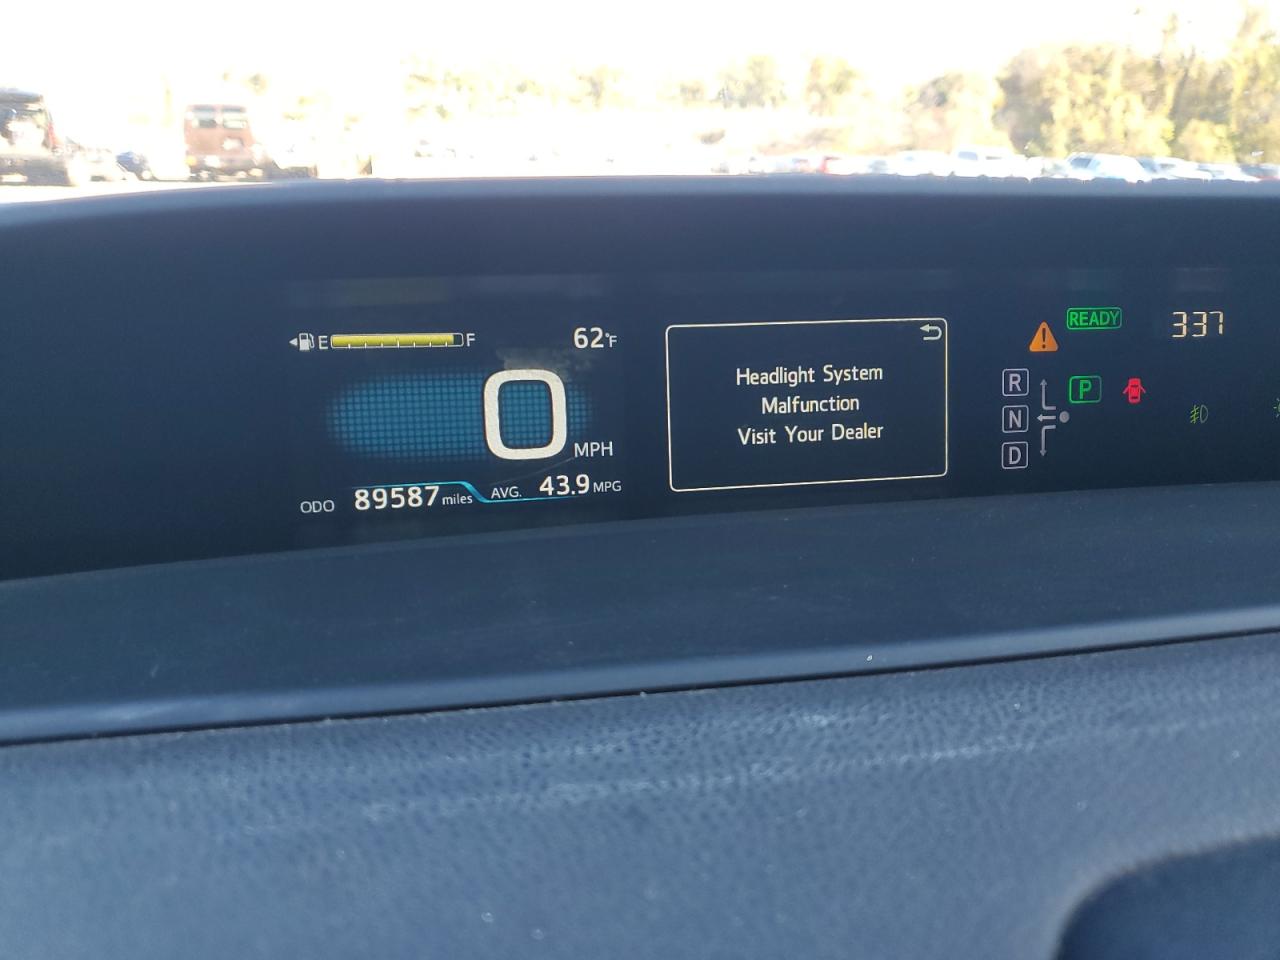 E F 62°F
0 MPH
ODO 89587 miles AVG. 43.9 MPG
Headlight System
Malfunction
Visit Your Dealer
READY 337
R P
N
D